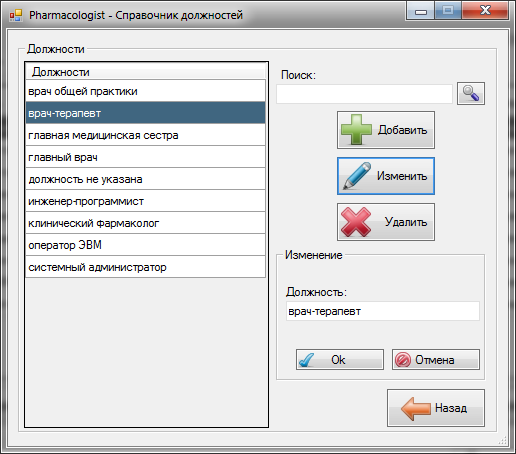 Pharmacologist - Справочник должностей
Должности
Должности
врач общей практики
врач-терапевт
главная медицинская сестра
главный врач
должность не указана
инженер-программист
клинический фармаколог
оператор ЭВМ
системный администратор
Поиск:
Добавить
Изменить
Удалить
Изменение
Должность:
врач-терапевт
Ok
Отмена
Назад